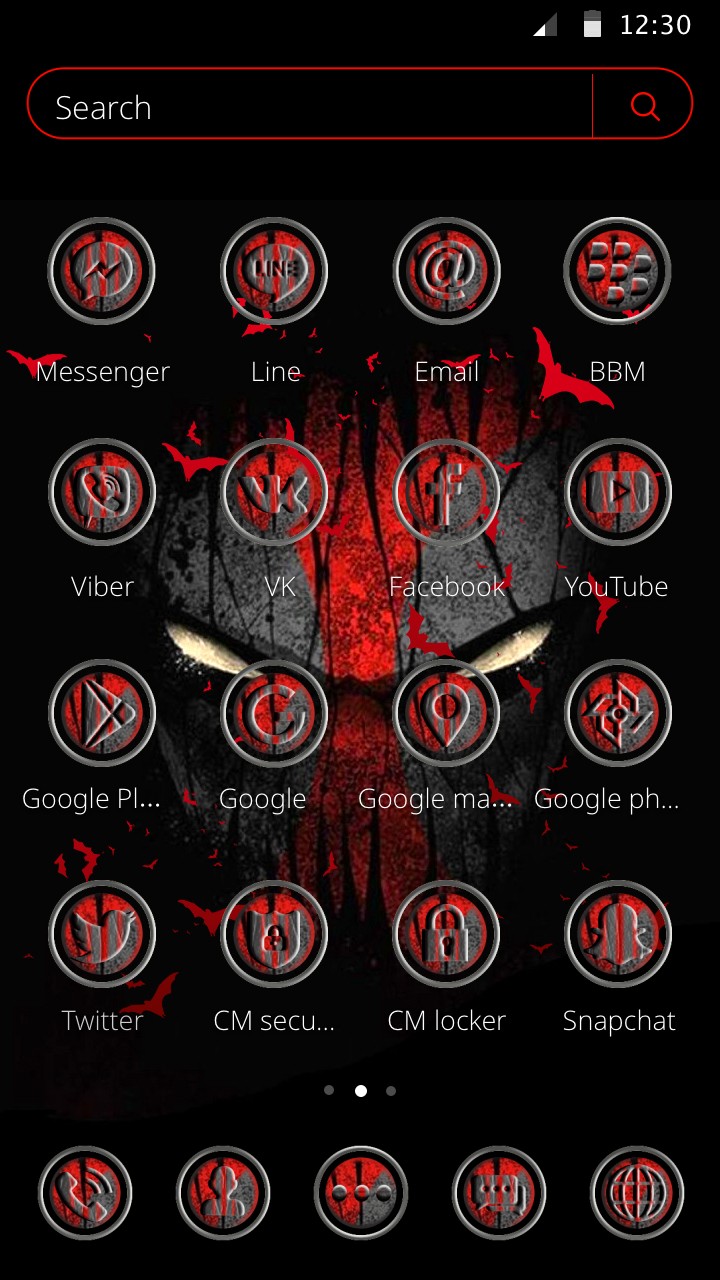 12:30
Search
LINE
Messenger Line Email BBM
Viber VK Facebook YouTube
Google Pl... Google Google ma... Google ph...
Twitter CM secu... CM locker Snapchat